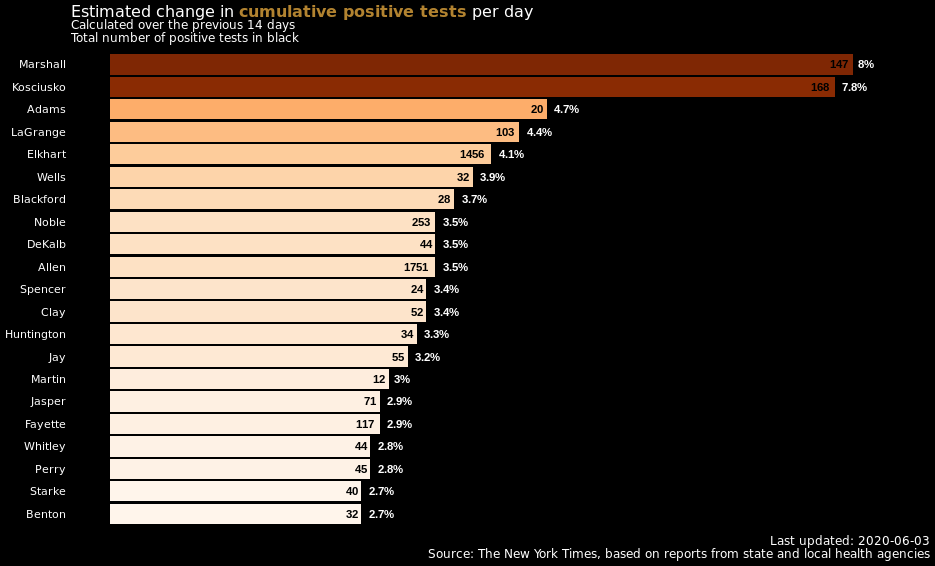 Estimated change in cumulative positive tests per day
Calculated over the previous 14 days
Total number of positive tests in black
Marshall 147 8%
Kosciusko 168 7.8%
Adams 20 4.7%
LaGrange 103 4.4%
Elkhart 1456 4.1%
Wells 32 3.9%
Blackford 28 3.7%
Noble 253 3.5%
DeKalb 44 3.5%
Allen 1751 3.5%
Spencer 24 3.4%
Clay 52 3.4%
Huntington 34 3.3%
Jay 55 3.2%
Martin 12 3%
Jasper 71 2.9%
Fayette 117 2.9%
Whitley 44 2.8%
Perry 45 2.8%
Starke 40 2.7%
Benton 32 2.7%
Last updated: 2020-06-03
Source: The New York Times, based on reports from state and local health agencies